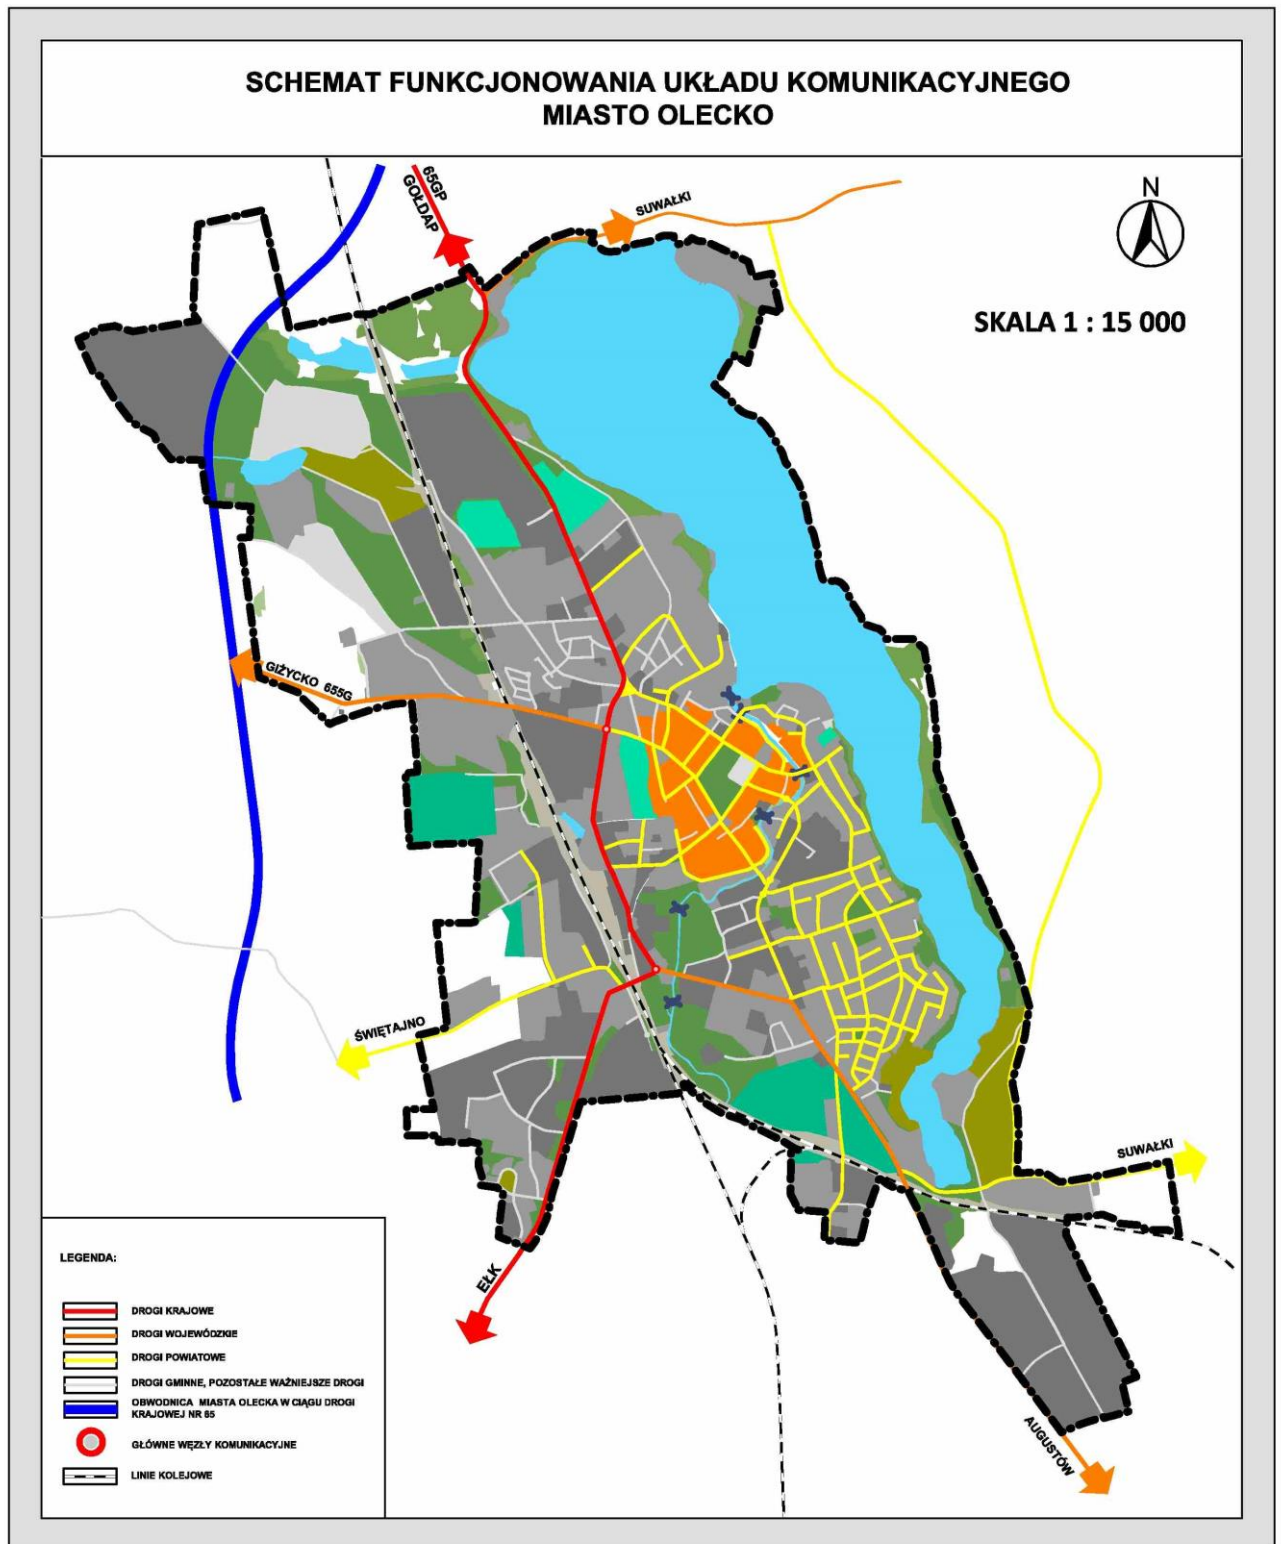 SCHEMAT FUNKCJONOWANIA UKŁADU KOMUNIKACYJNEGO
MIASTO OLECKO
65GP
GOŁDAP
SUWAŁKI
N
SKALA 1 : 15 000
GIŻYCKO 655G
ŚWIĘTAJNO
SUWAŁKI
EŁK
AUGUSTÓW
LEGENDA:
DROGI KRAJOWE
DROGI WOJEWÓDZKIE
DROGI POWIATOWE
DROGI GMINNE, POZOSTAŁE WAŻNIEJSZE DROGI
OBWODNICA MIASTA OLECKA W CIĄGU DROGI
KRAJOWEJ NR 65
GŁÓWNE WĘZŁY KOMUNIKACYJNE
LINIE KOLEJOWE